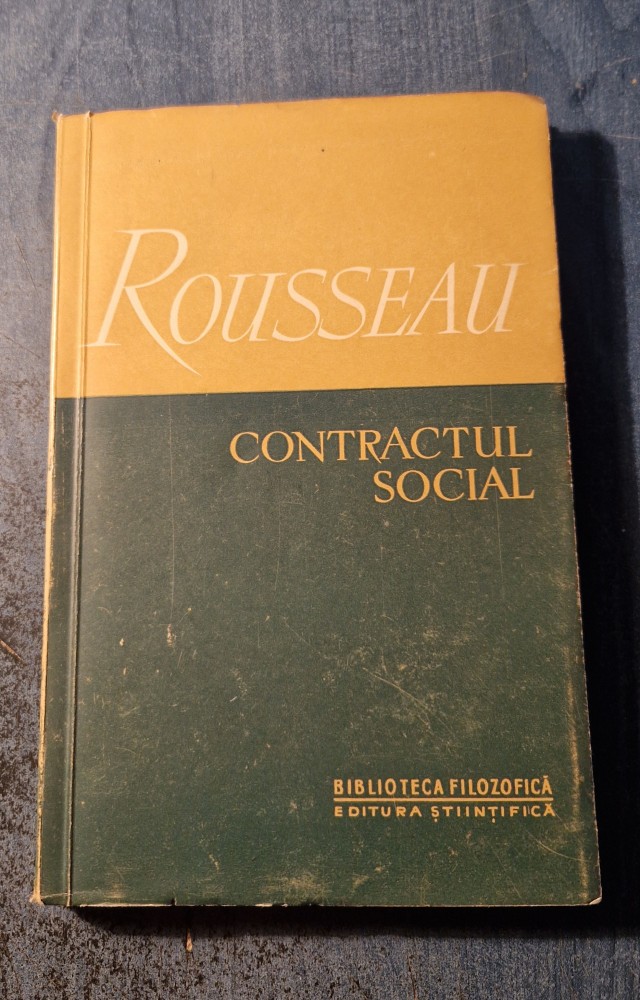 ROUSSEAU
CONTRACTUL
SOCIAL
BIBLIOTECA FILOZOFICĂ
EDITURA ȘTIINȚIFICĂ